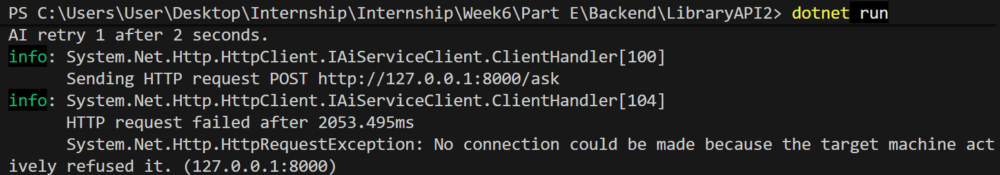 PS C:\Users\User\Desktop\Internship\Internship\Week6\Part E\Backend\LibraryAPI2> dotnet run
AI retry 1 after 2 seconds.
info: System.Net.Http.HttpClient.IAiServiceClient.ClientHandler[100]
      Sending HTTP request POST http://127.0.0.1:8000/ask
info: System.Net.Http.HttpClient.IAiServiceClient.ClientHandler[104]
      HTTP request failed after 2053.495ms
      System.Net.Http.HttpRequestException: No connection could be made because the target machine act
ively refused it. (127.0.0.1:8000)